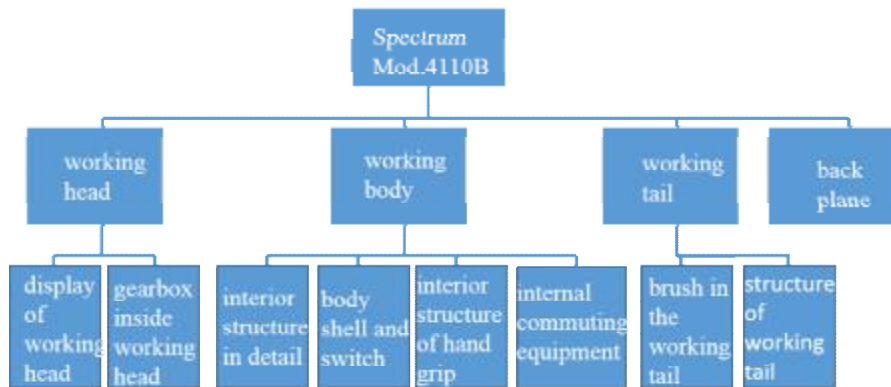 Spectrum
Mod.4110B
working
head
working
body
working
tail
back
plane
display
of
working
head
gearbox
inside
working
head
interior
structure
in detail
body
shell and
switch
interior
structure
of hand
grip
internal
commuting
equipment
brush in
the
working
tail
structure
of
working
tail